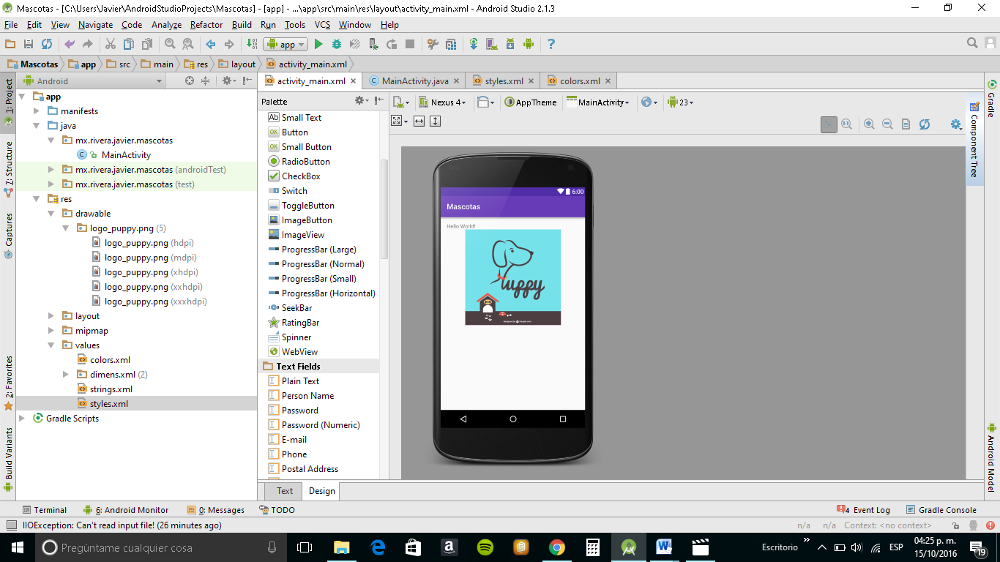 Mascotas - [C:\Users\Javier\AndroidStudioProjects\Mascotas] - [app] - ...\app\src\main\res\layout\activity_main.xml - Android Studio 2.1.3
File Edit View Navigate Code Analyze Refactor Build Run Tools VCS Window Help
app
Mascotas app src main res layout activity_main.xml
Android
activity_main.xml MainActivity.java styles.xml colors.xml
1: Project
7: Structure
Captures
2: Favorites
Build Variants
app
manifests
java
mx.rivera.javier.mascotas
MainActivity
mx.rivera.javier.mascotas (androidTest)
mx.rivera.javier.mascotas (test)
res
drawable
logo_puppy.png (5)
logo_puppy.png (hdpi)
logo_puppy.png (mdpi)
logo_puppy.png (xhdpi)
logo_puppy.png (xxhdpi)
logo_puppy.png (xxxhdpi)
layout
mipmap
values
colors.xml
dimens.xml (2)
strings.xml
styles.xml
Gradle Scripts
Palette
Ab Small Text
OK Button
OK Small Button
RadioButton
CheckBox
Switch
ToggleButton
ImageButton
ImageView
ProgressBar (Large)
ProgressBar (Normal)
ProgressBar (Small)
ProgressBar (Horizontal)
SeekBar
RatingBar
Spinner
WebView
Text Fields
Plain Text
Person Name
Password
Password (Numeric)
E-mail
Phone
Postal Address
Text Design
Nexus 4 AppTheme MainActivity 23
1:1
6:00
Mascotas
Hello World!
Puppy
Gradle
Component Tree
Android Model
Terminal 6: Android Monitor 0: Messages TODO 4 Event Log Gradle Console
IIOException: Can't read input file! (26 minutes ago) n/a n/a Context: <no context>
Pregúntame cualquier cosa Escritorio ESP 04:25 p. m.
15/10/2016 19